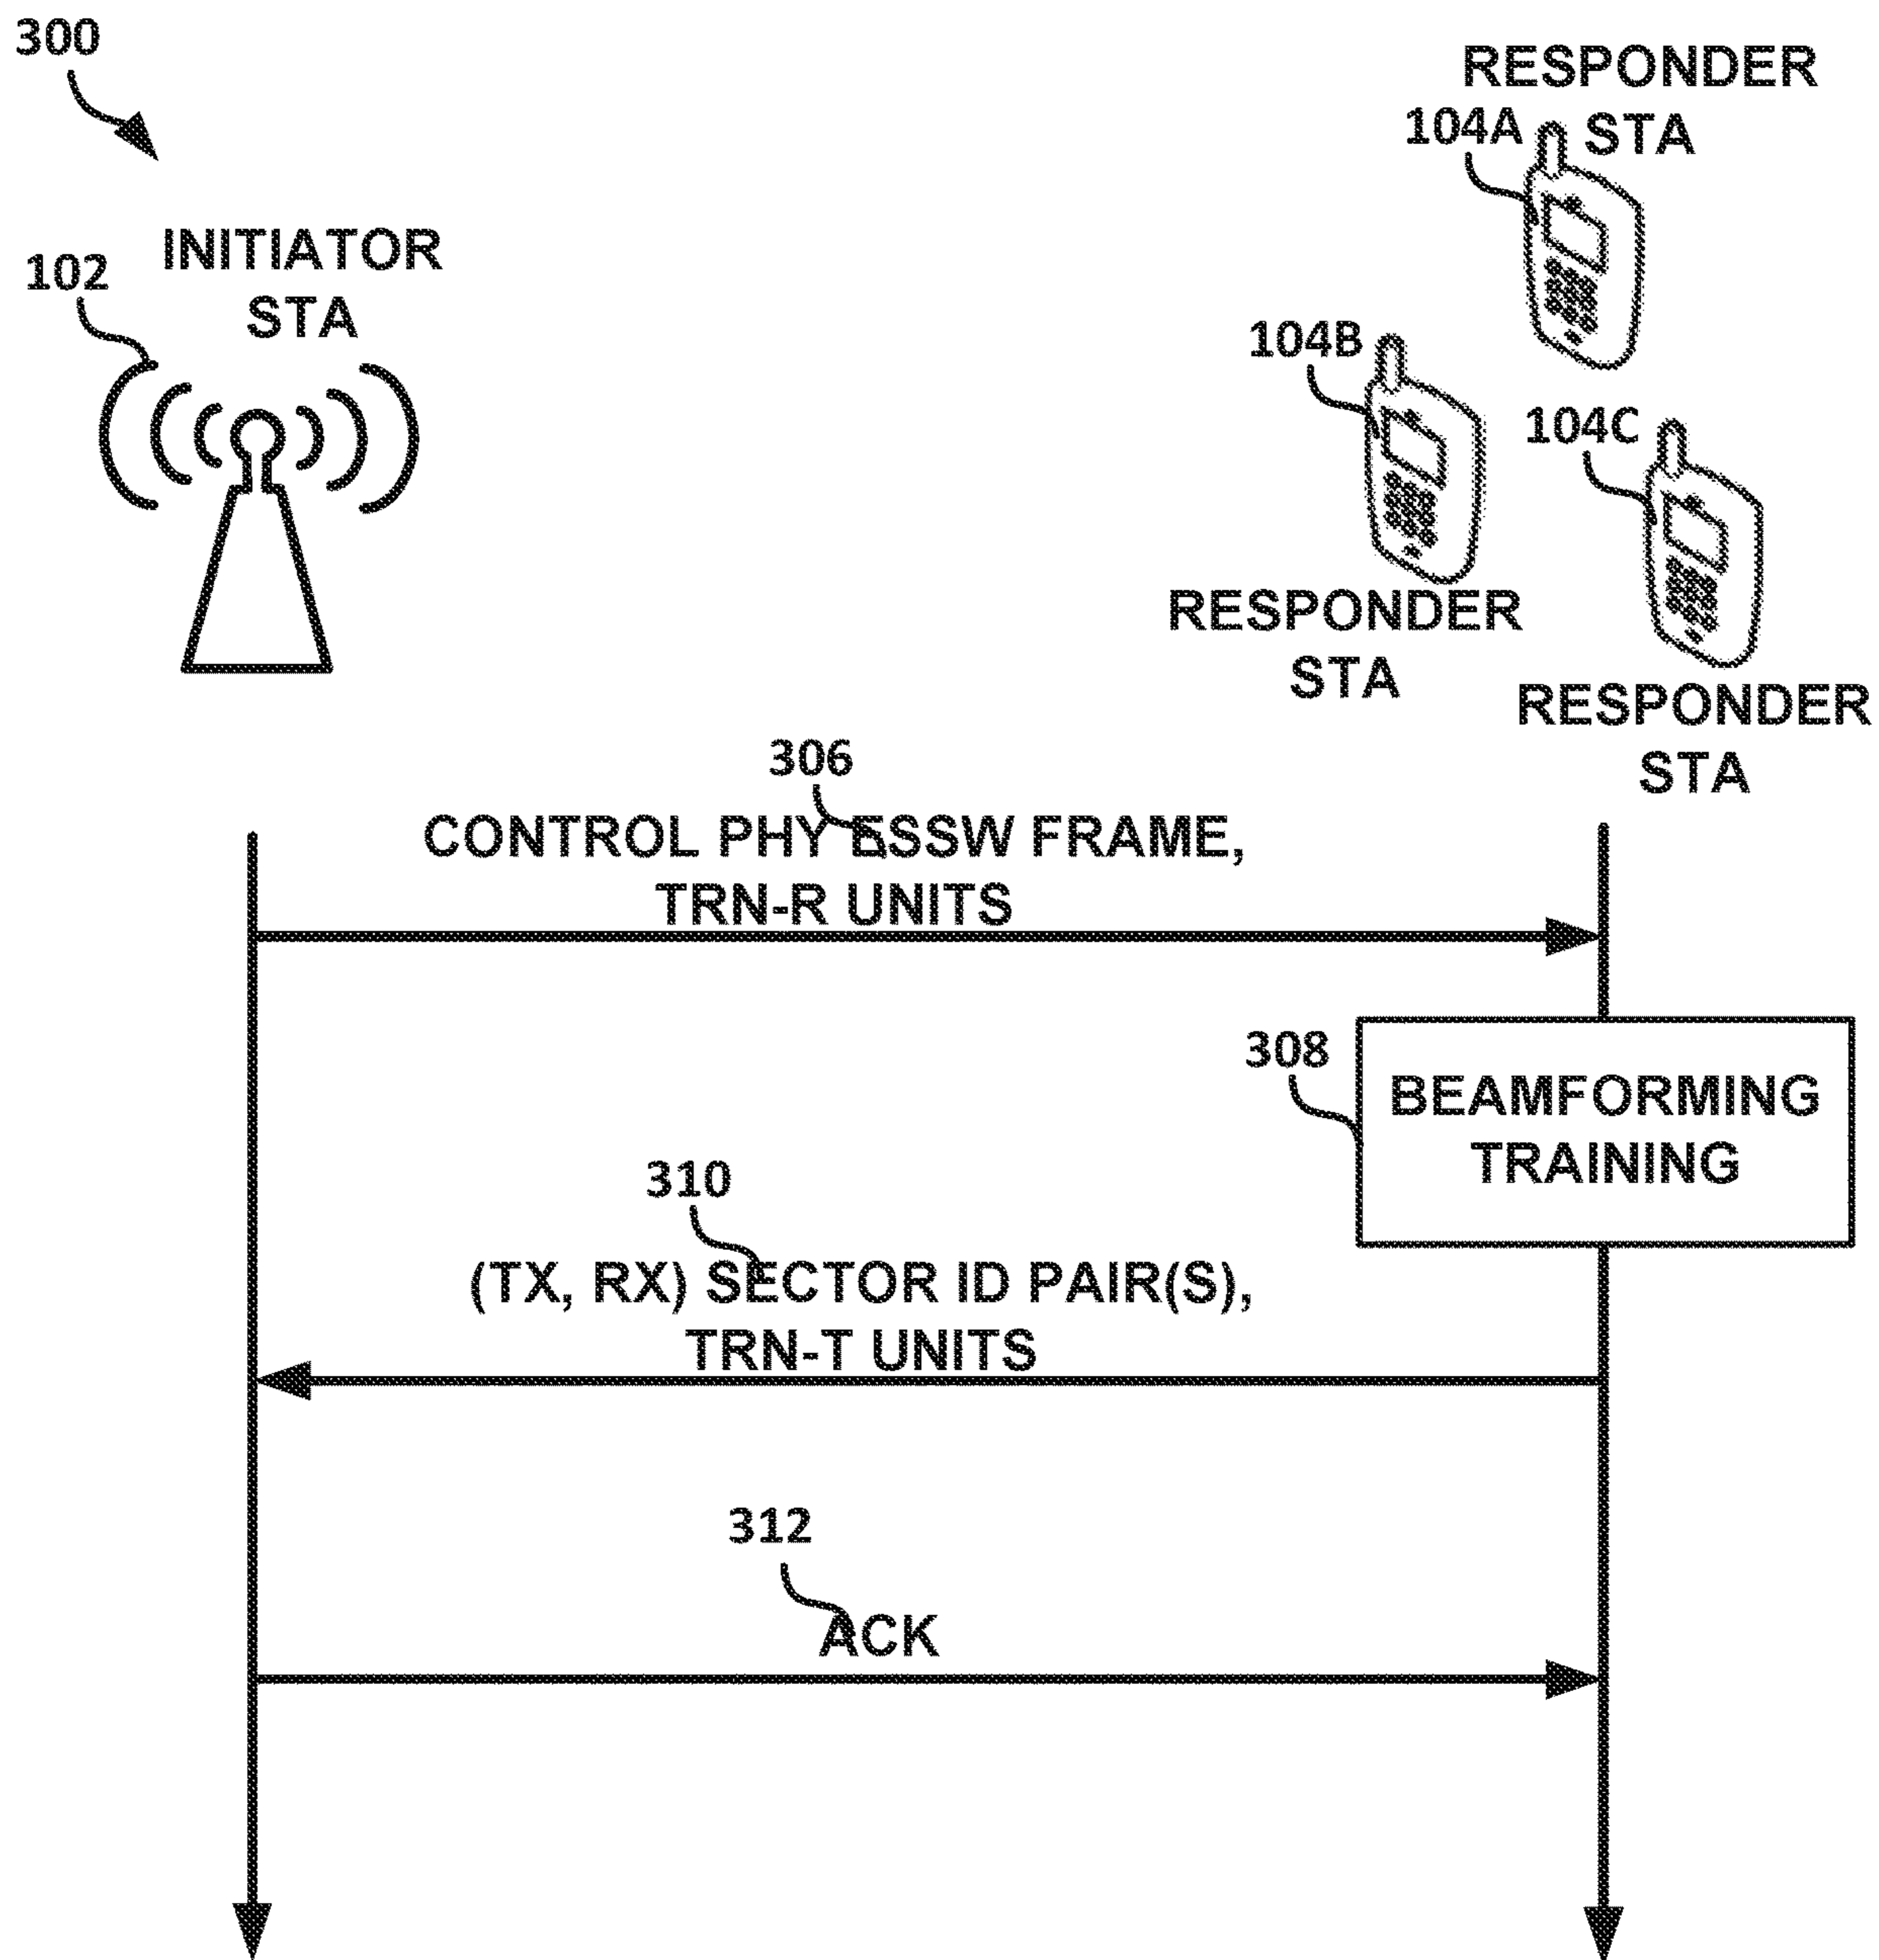 300
RESPONDER
STA
104A
INITIATOR
STA
102
104B
104C
RESPONDER
STA
RESPONDER
STA
306
CONTROL PHY ESSW FRAME,
TRN-R UNITS
308
BEAMFORMING
TRAINING
310
(TX, RX) SECTOR ID PAIR(S),
TRN-T UNITS
312
ACK